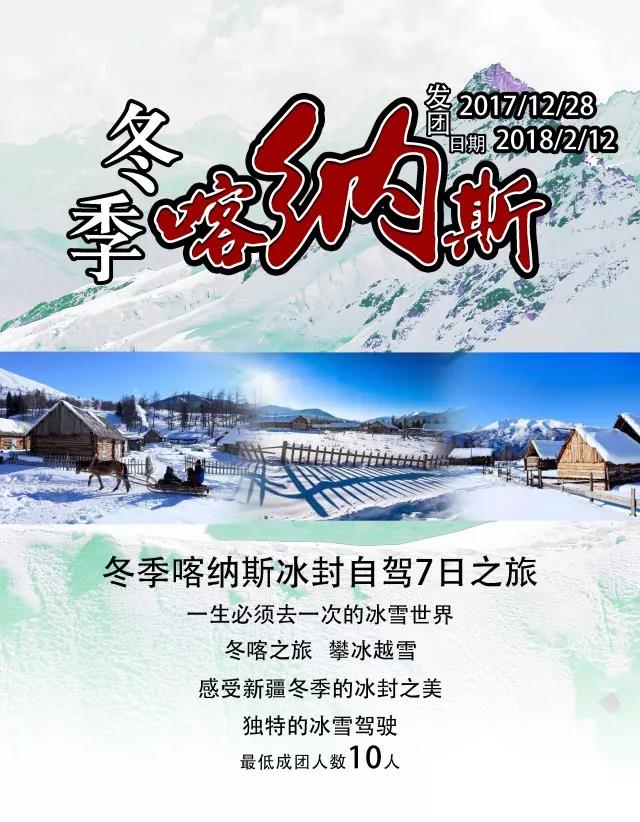 冬季喀纳斯
发团日期
2017/12/28
2018/2/12
冬季喀纳斯冰封自驾7日之旅
一生必须去一次的冰雪世界
冬喀之旅 攀冰越雪
感受新疆冬季的冰封之美
独特的冰雪驾驶
最低成团人数10人